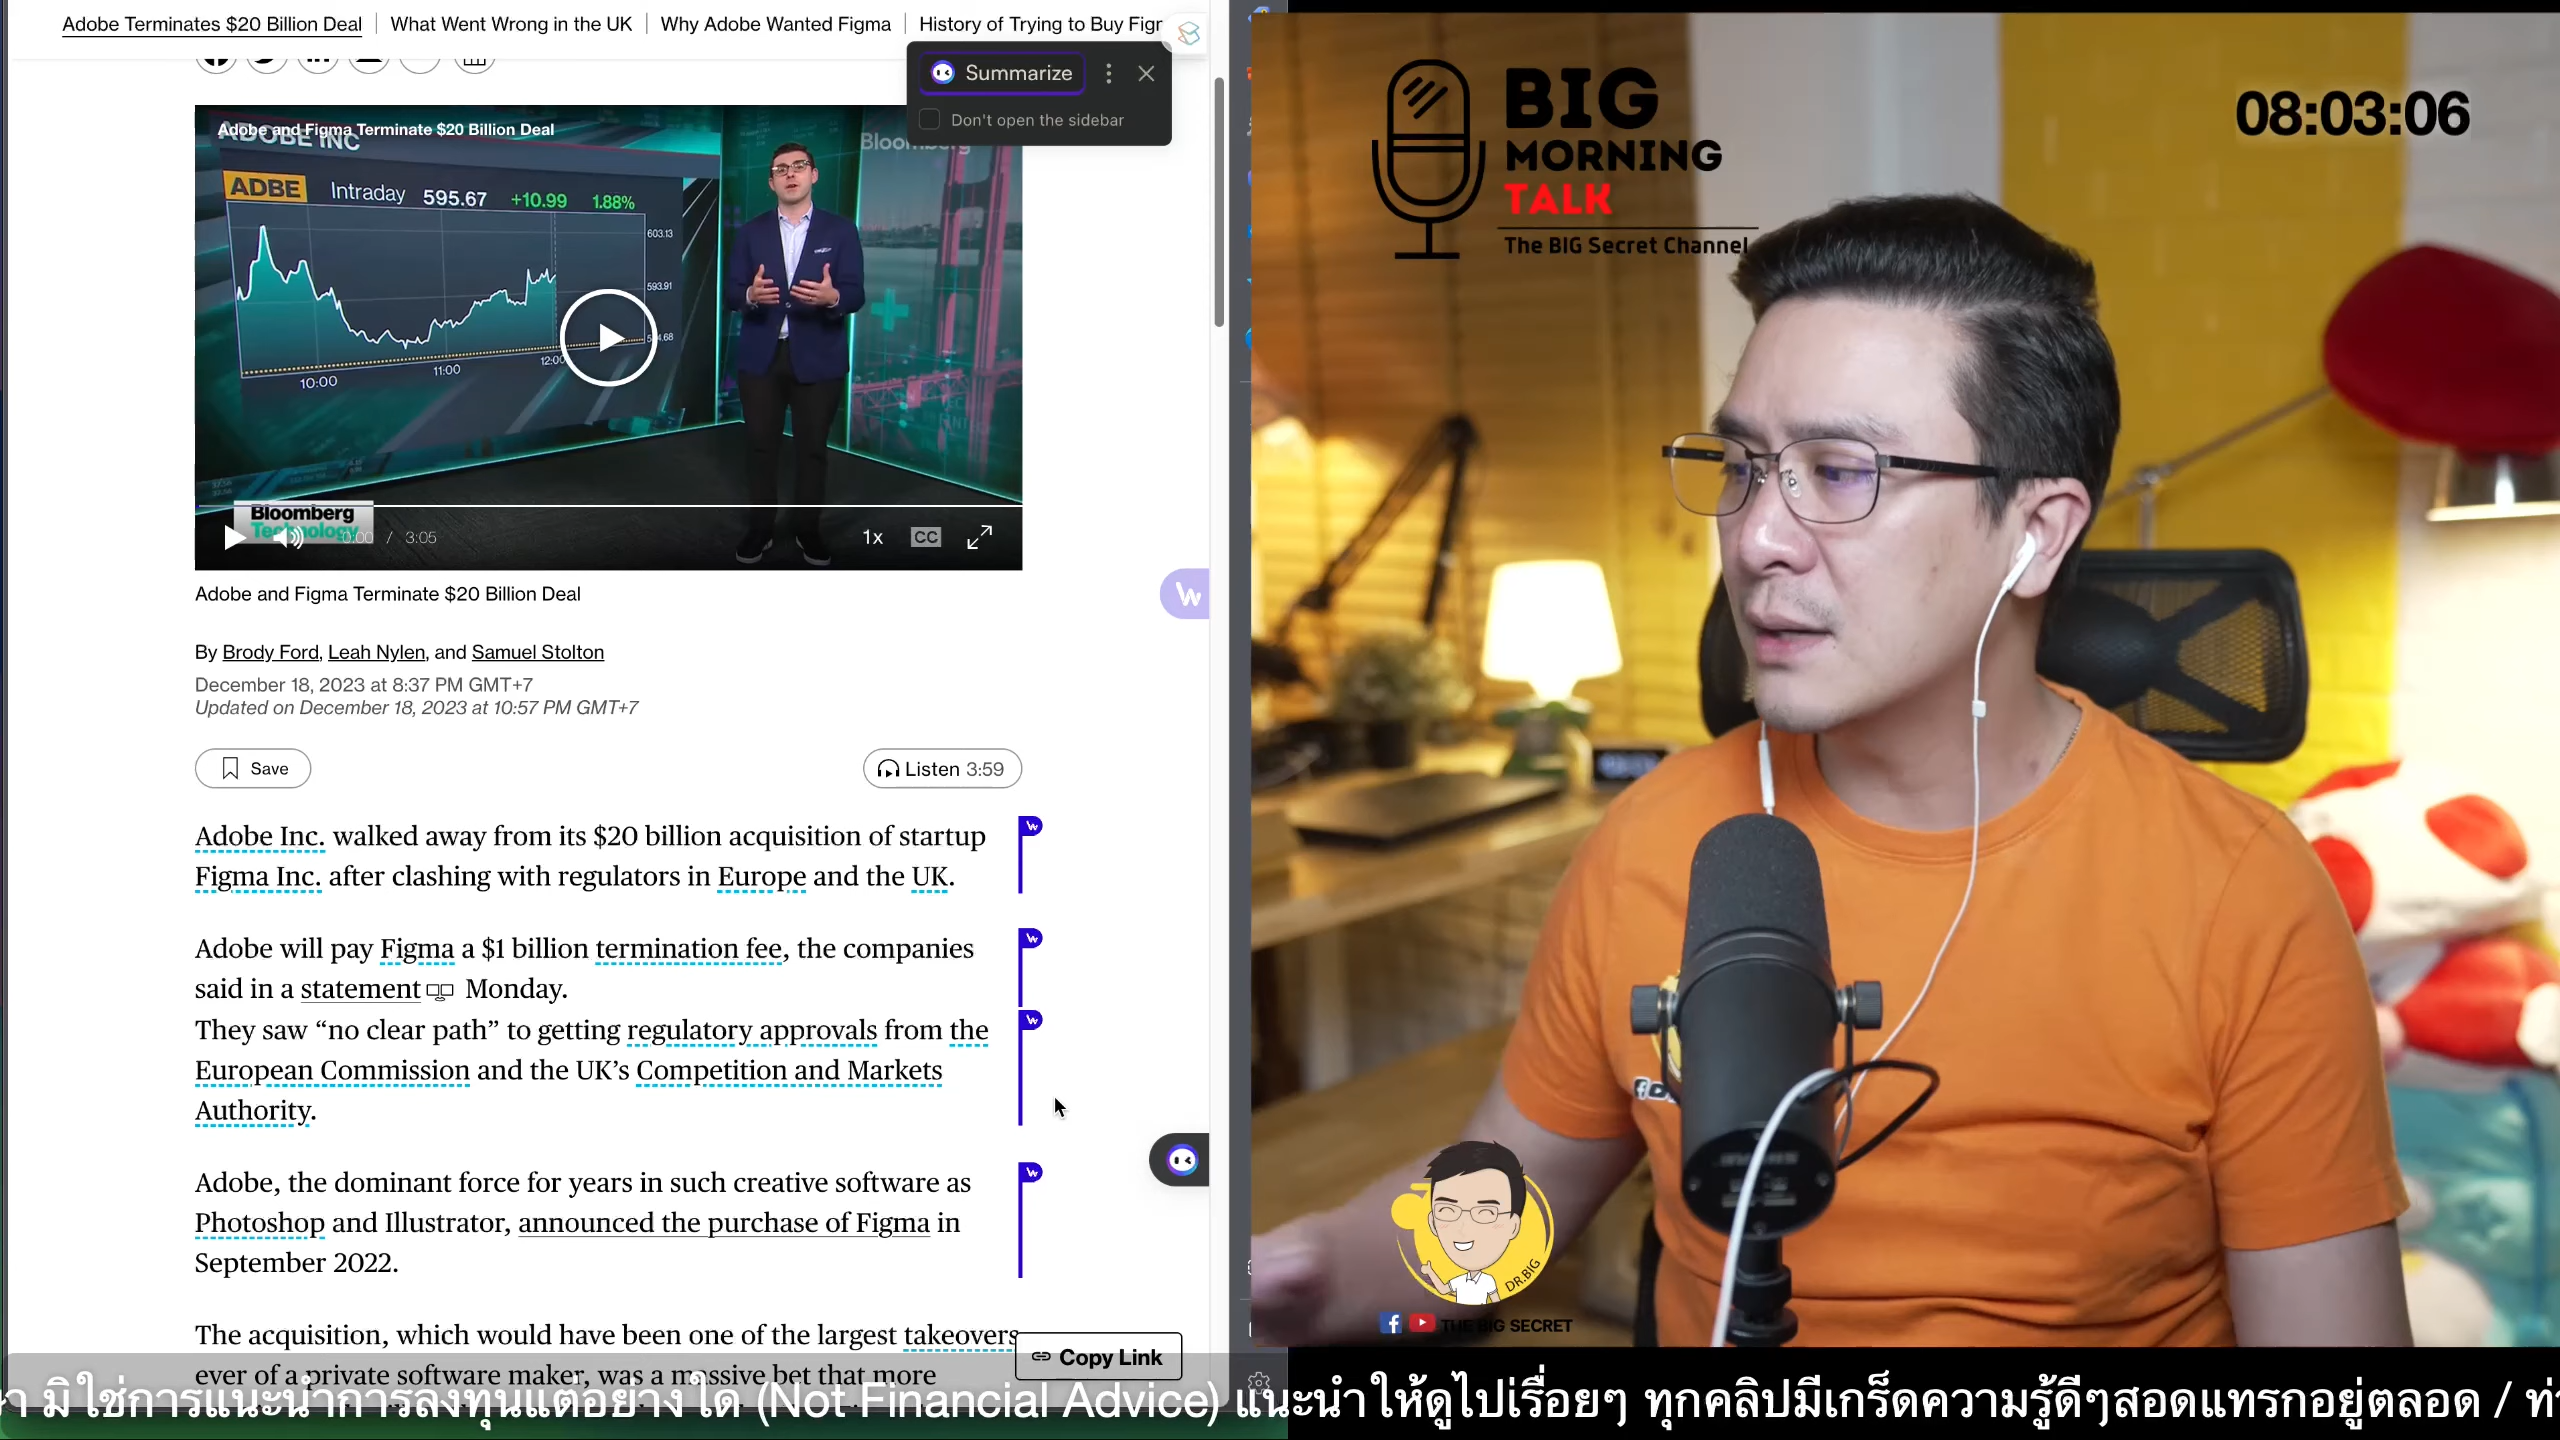 Adobe Terminates $20 Billion Deal
What Went Wrong in the UK
Why Adobe Wanted Figma
History of Trying to Buy
Summarize
Don't open the sidebar
Adobe and Figma Terminate $20 Billion Deal
ADOBE INC
Bloomberg
ADBE Intraday 595.67 +10.99 1.88%
603.13
593.91
10:00
11:00
12:00
Bloomberg
Technology
0:00 / 3:05
1x
CC
Adobe and Figma Terminate $20 Billion Deal
By Brody Ford, Leah Nylen, and Samuel Stolton
December 18, 2023 at 8:37 PM GMT+7
Updated on December 18, 2023 at 10:57 PM GMT+7
Save
Listen 3:59
Adobe Inc. walked away from its $20 billion acquisition of startup
Figma Inc. after clashing with regulators in Europe and the UK.
Adobe will pay Figma a $1 billion termination fee, the companies
said in a statement Monday.
They saw “no clear path” to getting regulatory approvals from the
European Commission and the UK’s Competition and Markets
Authority.
Adobe, the dominant force for years in such creative software as
Photoshop and Illustrator, announced the purchase of Figma in
September 2022.
The acquisition, which would have been one of the largest takeovers
ever of a private software maker, was a massive bet that more
Copy Link
BIG
MORNING
TALK
The BIG Secret Channel
08:03:06
DR.BIG
THE BIG SECRET
มิใช่การแนะนำการลงทุนแต่อย่างใด (Not Financial Advice) แนะนำให้ดูไปเรื่อยๆ ทุกคลิปมีเกร็ดความรู้ดีๆสอดแทรกอยู่ตลอด /